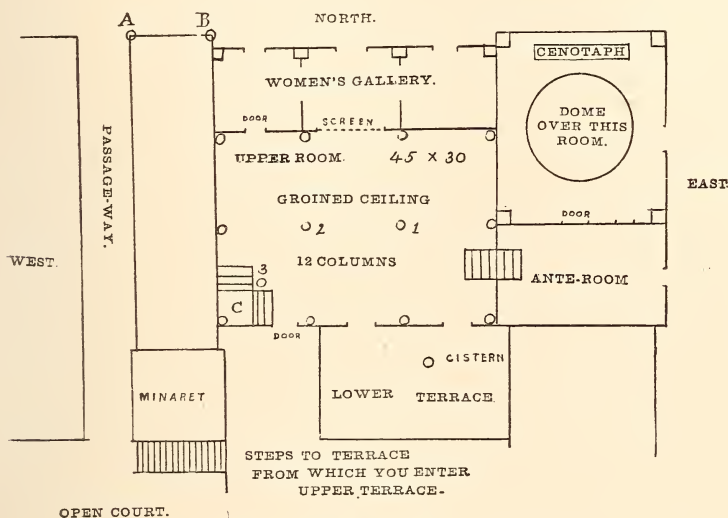 A B
NORTH.
CENOTAPH
WOMEN'S GALLERY.
DOME
OVER THIS
ROOM.
DOOR
SCREEN
PASSAGE-WAY.
UPPER ROOM. 45 × 30
EAST.
GROINED CEILING
DOOR
2
1
WEST.
12 COLUMNS
3
ANTE-ROOM
C
DOOR
CISTERN
MINARET
LOWER TERRACE
STEPS TO TERRACE
FROM WHICH YOU ENTER
UPPER TERRACE-
OPEN COURT.